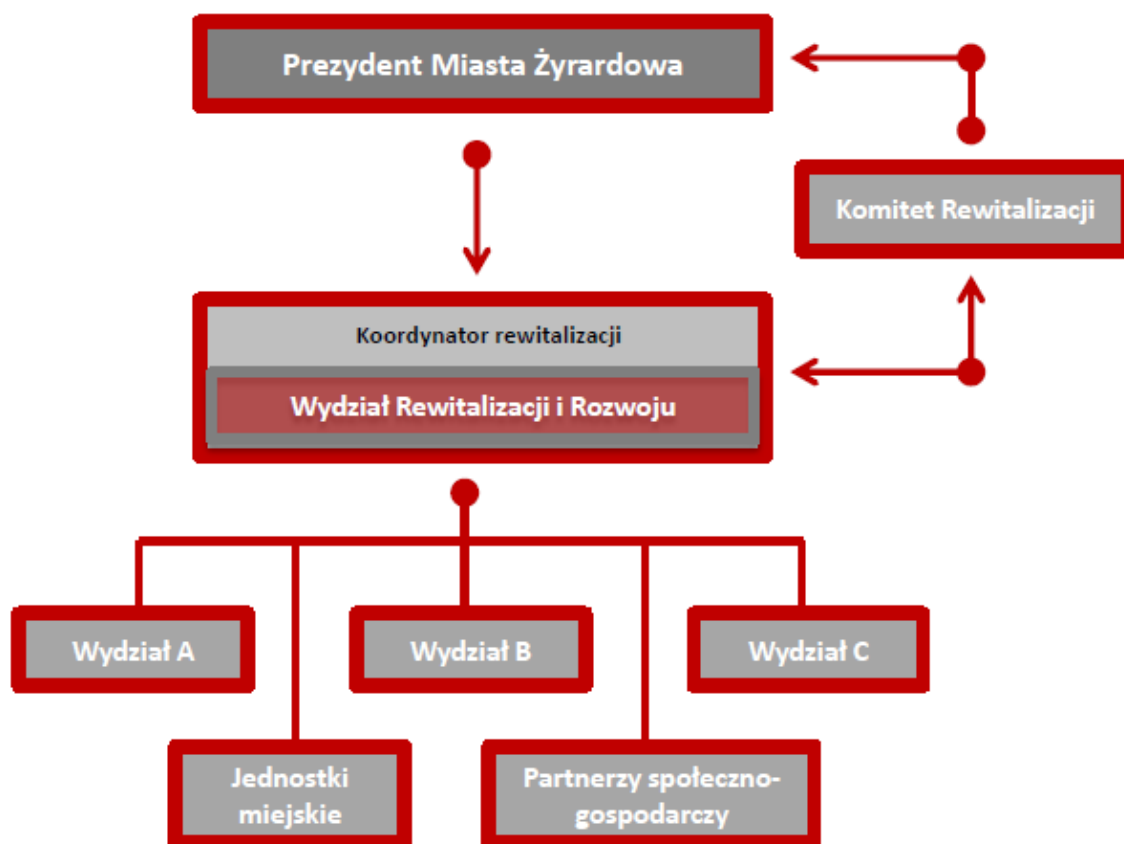 Prezydent Miasta Żyrardowa
Komitet Rewitalizacji
Koordynator rewitalizacji
Wydział Rewitalizacji i Rozwoju
Wydział A
Wydział B
Wydział C
Jednostki
miejskie
Partnerzy społeczno-
gospodarczy